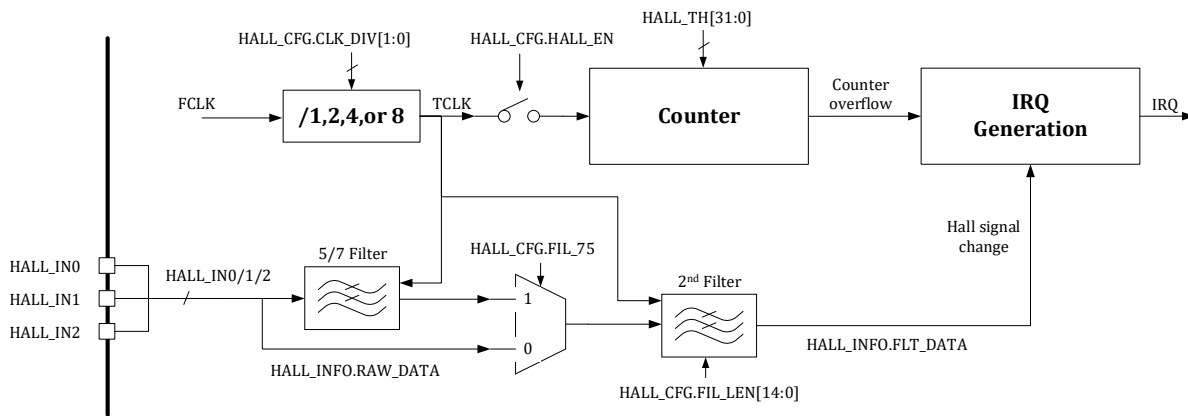 HALL_TH[31:0]
HALL_CFG.CLK_DIV[1:0]
HALL_CFG.HALL_EN
FCLK
/1,2,4,or 8
TCLK
Counter
Counter
overflow
IRQ
Generation
IRQ
Hall signal
change
HALL_IN0
HALL_IN1
HALL_IN2
HALL_IN0/1/2
5/7 Filter
HALL_CFG.FIL_75
1
0
2nd Filter
HALL_INFO.RAW_DATA
HALL_INFO.FLT_DATA
HALL_CFG.FIL_LEN[14:0]